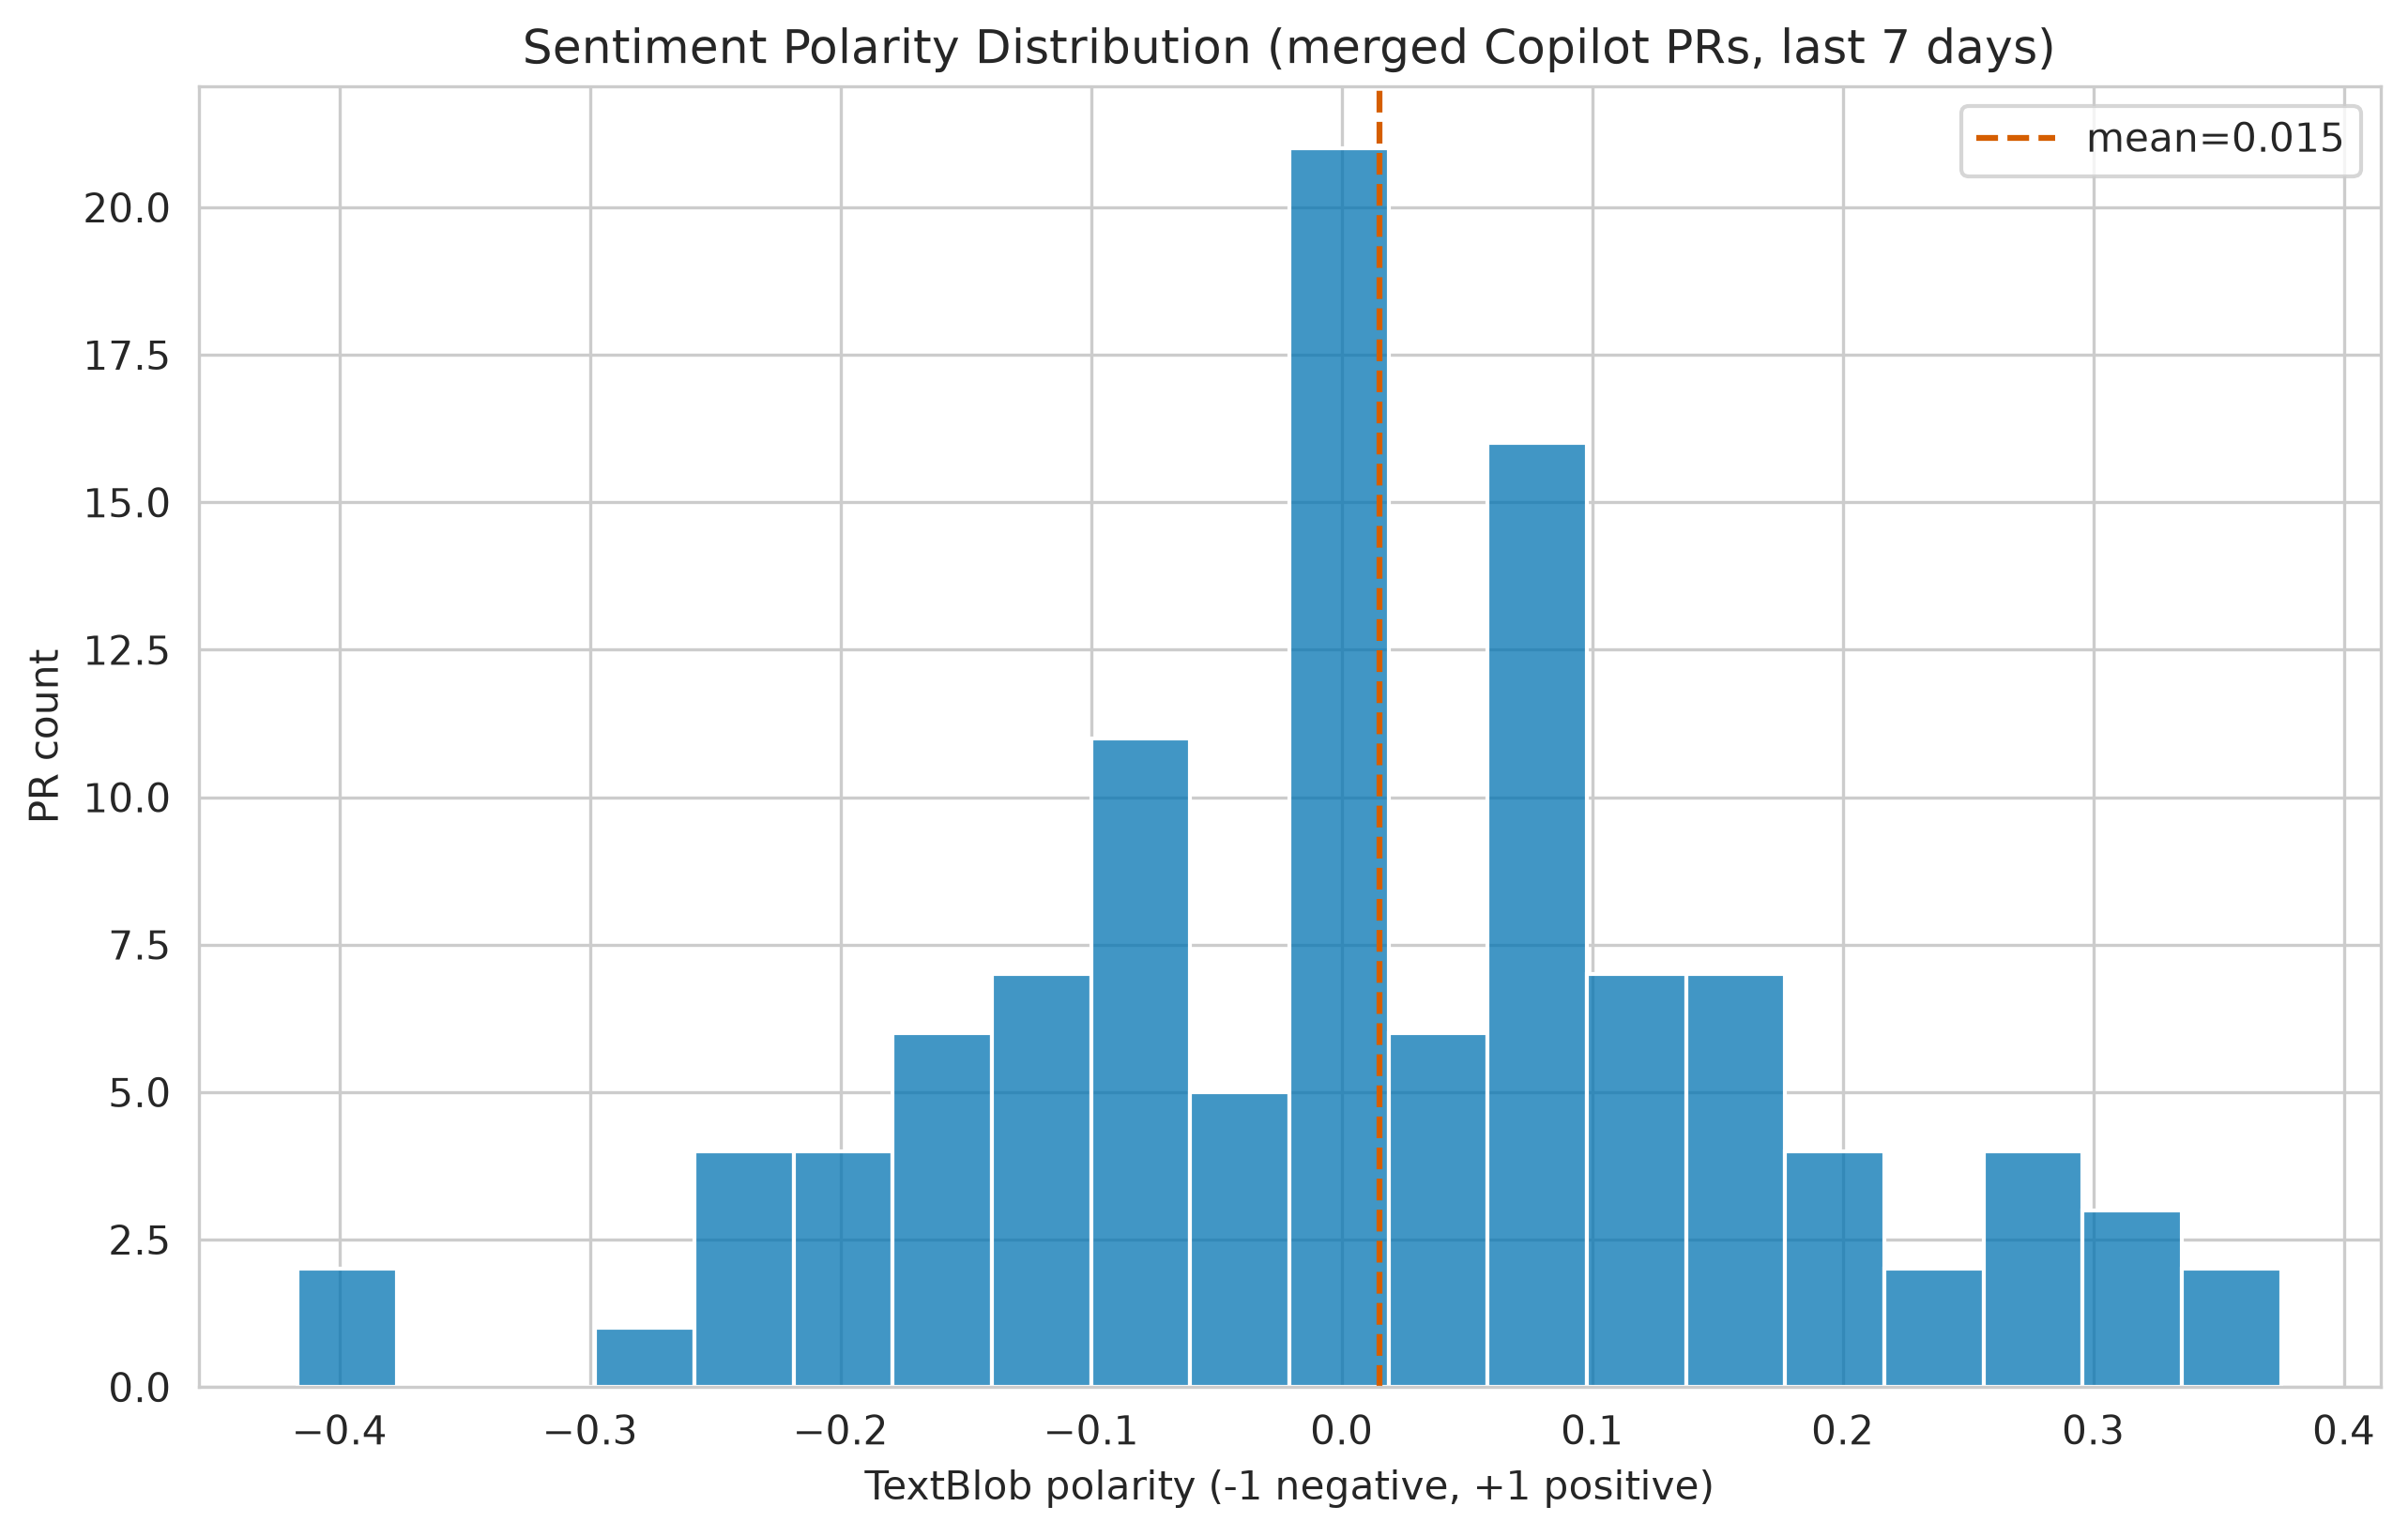 Sentiment Polarity Distribution (merged Copilot PRs, last 7 days)
mean=0.015
PR count
20.0
17.5
15.0
12.5
10.0
7.5
5.0
2.5
0.0
−0.4 −0.3 −0.2 −0.1 0.0 0.1 0.2 0.3 0.4
TextBlob polarity (-1 negative, +1 positive)